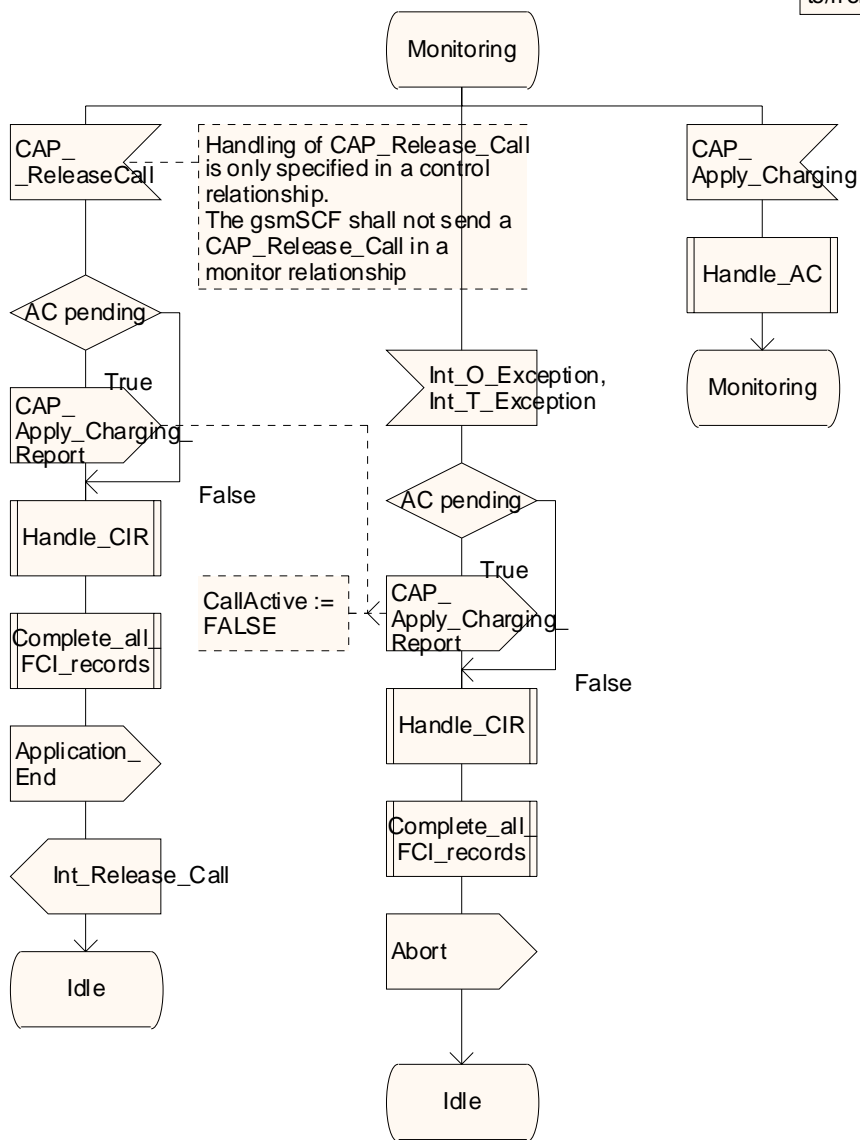 Monitoring
CAP_
_ReleaseCall
Handling of CAP_Release_Call
is only specified in a control
relationship.
The gsmSCF shall not send a
CAP_Release_Call in a
monitor relationship
CAP_
Apply_Charging
Handle_AC
Monitoring
AC pending
True
CAP_
Apply_Charging_
Report
False
Handle_CIR
Complete_all_
FCI_records
Application_
End
Int_Release_Call
Idle
Int_O_Exception,
Int_T_Exception
AC pending
True
CallActive :=
FALSE
CAP_
Apply_Charging_
Report
False
Handle_CIR
Complete_all_
FCI_records
Abort
Idle